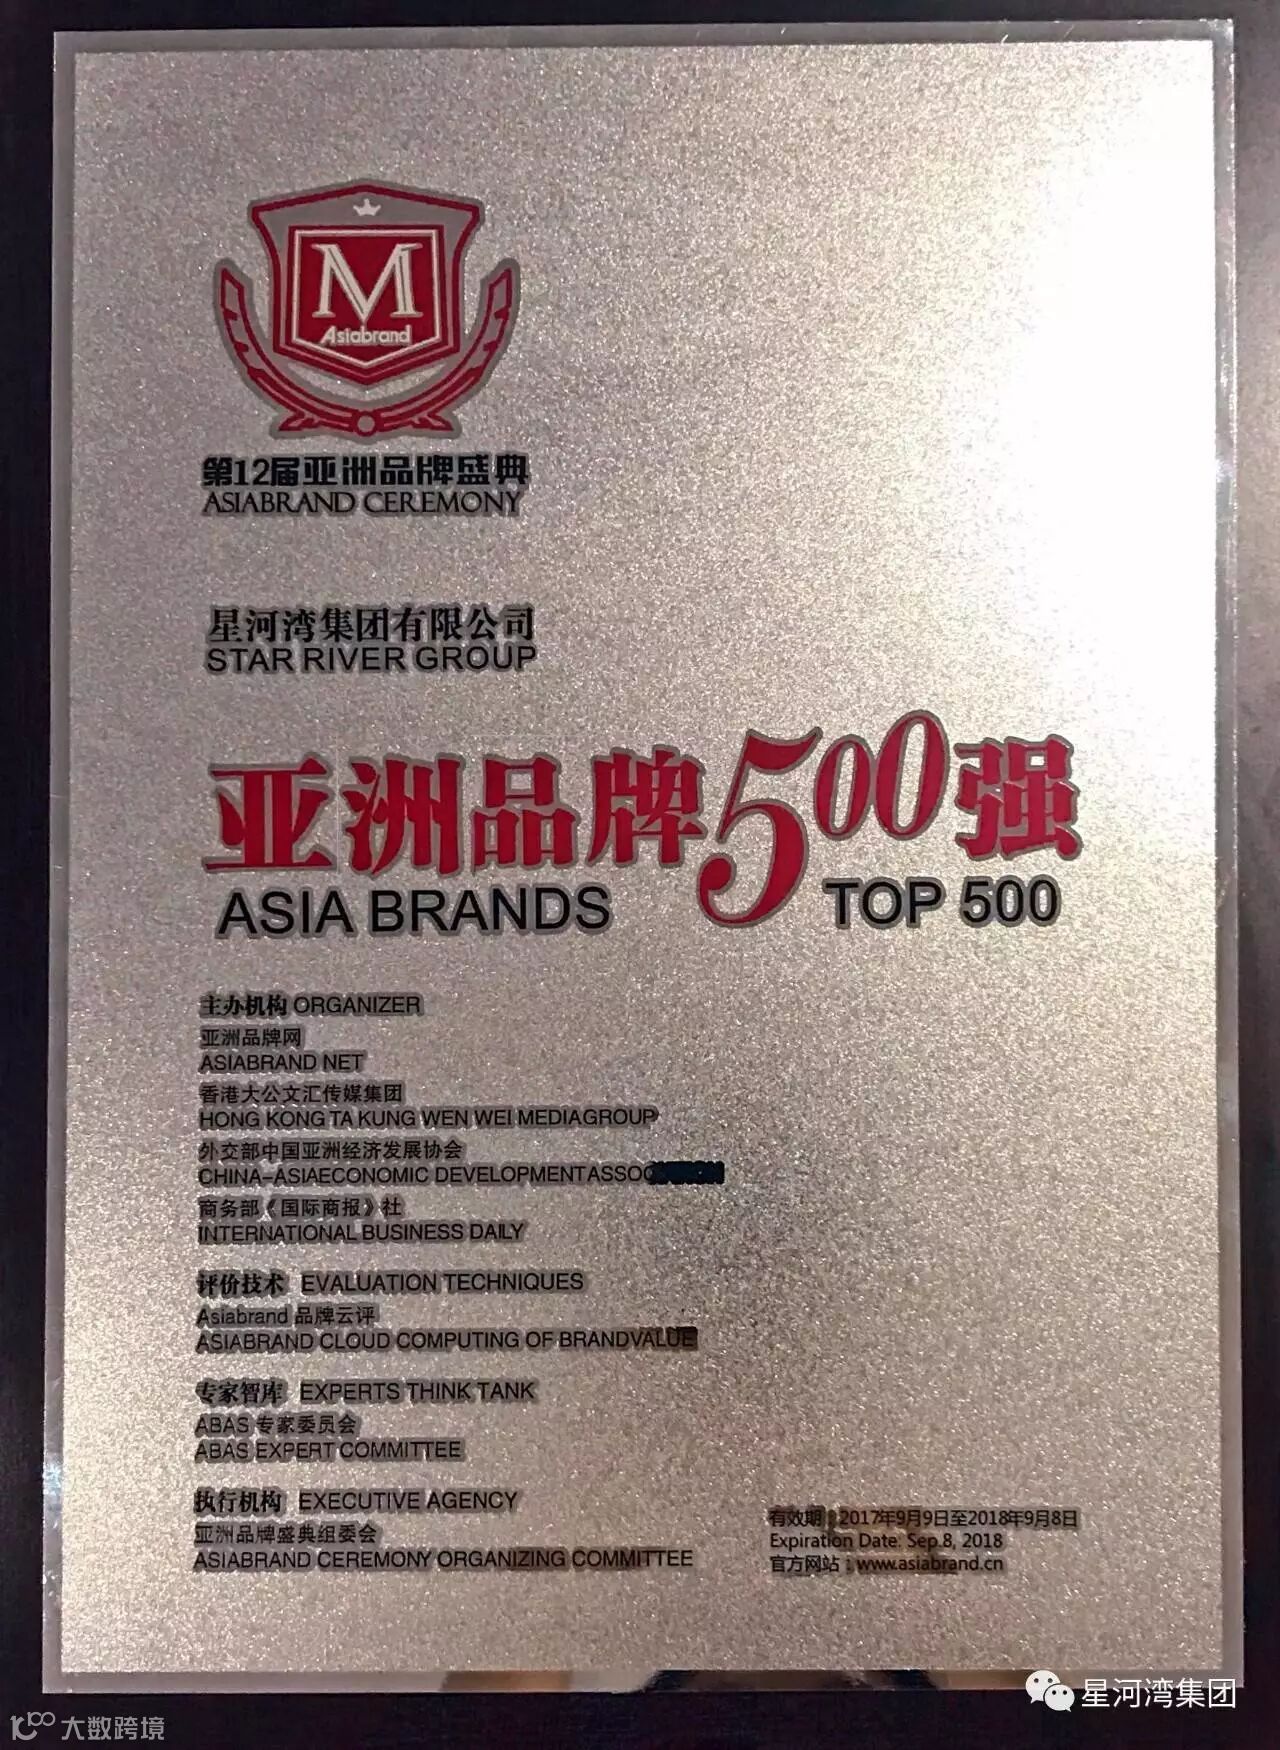 M
Asiabrand
第12届亚洲品牌盛典
ASIABRAND CEREMONY
星河湾集团有限公司
STAR RIVER GROUP
亚洲品牌500强
ASIA BRANDS TOP 500
主办机构 ORGANIZER
亚洲品牌网
ASIABRAND NET
香港大公文汇传媒集团
HONG KONG TA KUNG WEN WEI MEDIAGROUP
外交部中国亚洲经济发展协会
CHINA-ASIAECONOMIC DEVELOPMENTASSOCIATION
商务部《国际商报》社
INTERNATIONAL BUSINESS DAILY
评价技术 EVALUATION TECHNIQUES
Asiabrand 品牌云评
ASIABRAND CLOUD COMPUTING OF BRANDVALUE
专家智库 EXPERTS THINK TANK
ABAS 专家委员会
ABAS EXPERT COMMITTEE
执行机构 EXECUTIVE AGENCY
亚洲品牌盛典组委会
ASIABRAND CEREMONY ORGANIZING COMMITTEE
有效期：2017年9月9日至2018年9月8日
Expiration Date: Sep.8, 2018
官方网站：www.asiabrand.cn
星河湾集团
大数跨境